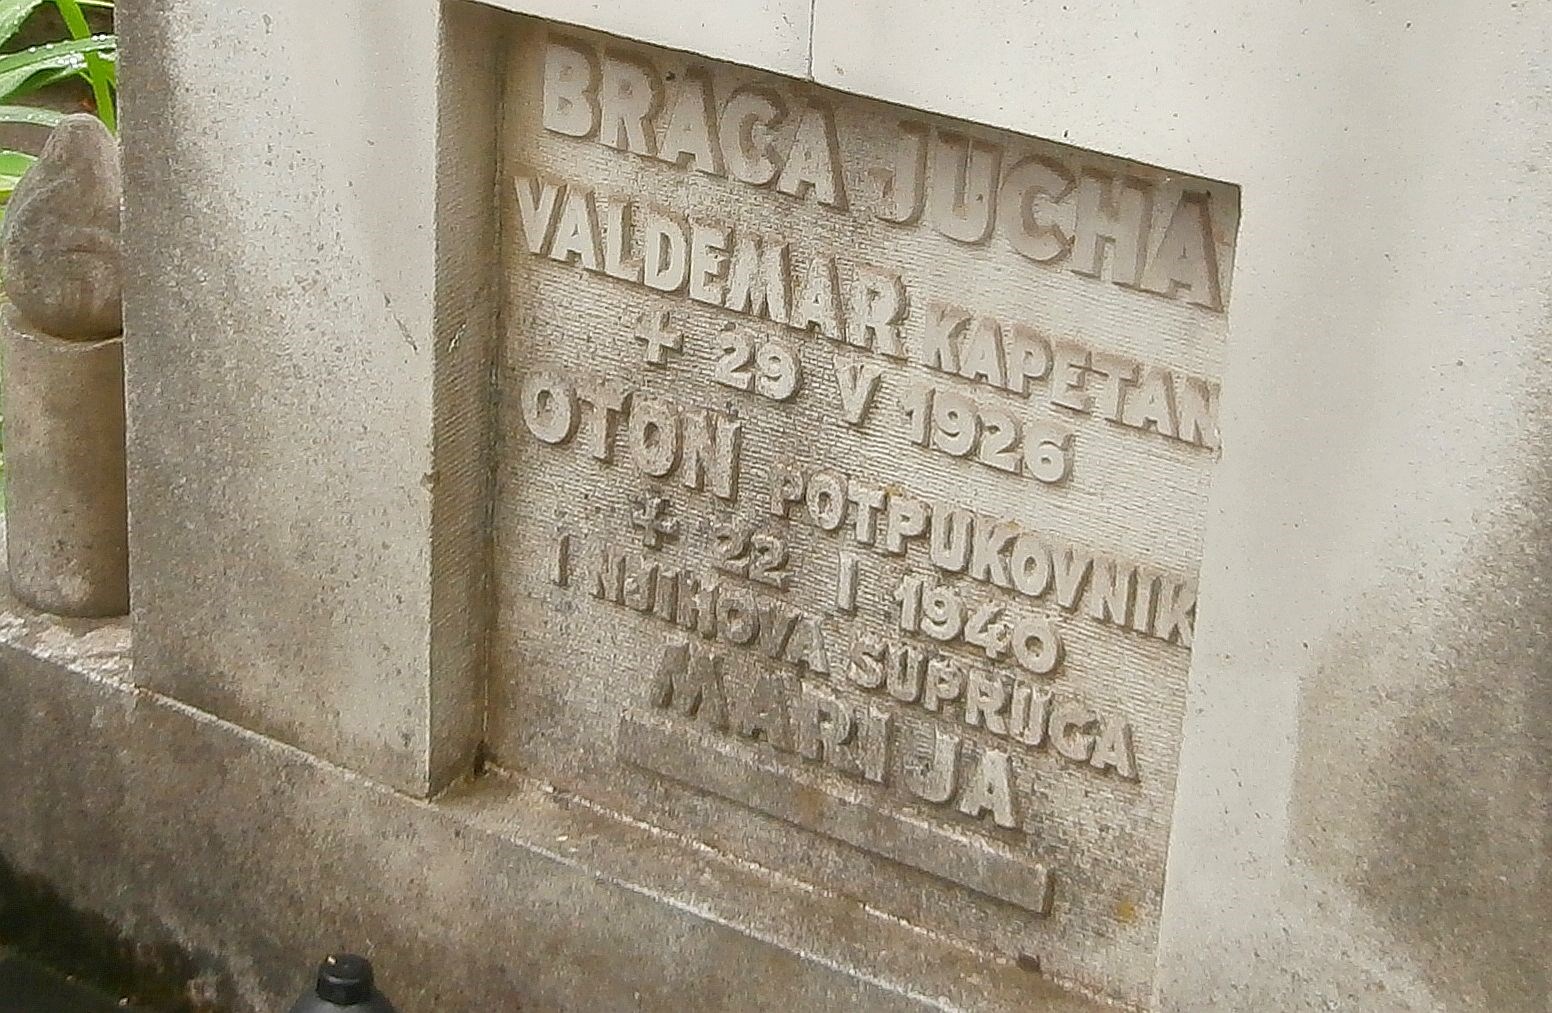 BRAĆA JUCHA
VALDEMAR KAPETAN
+ 29 V 1926
OTON POTPUKOVNIK
+ 22 I 1940
I NJIHOVA SUPRUGA
MARIJA